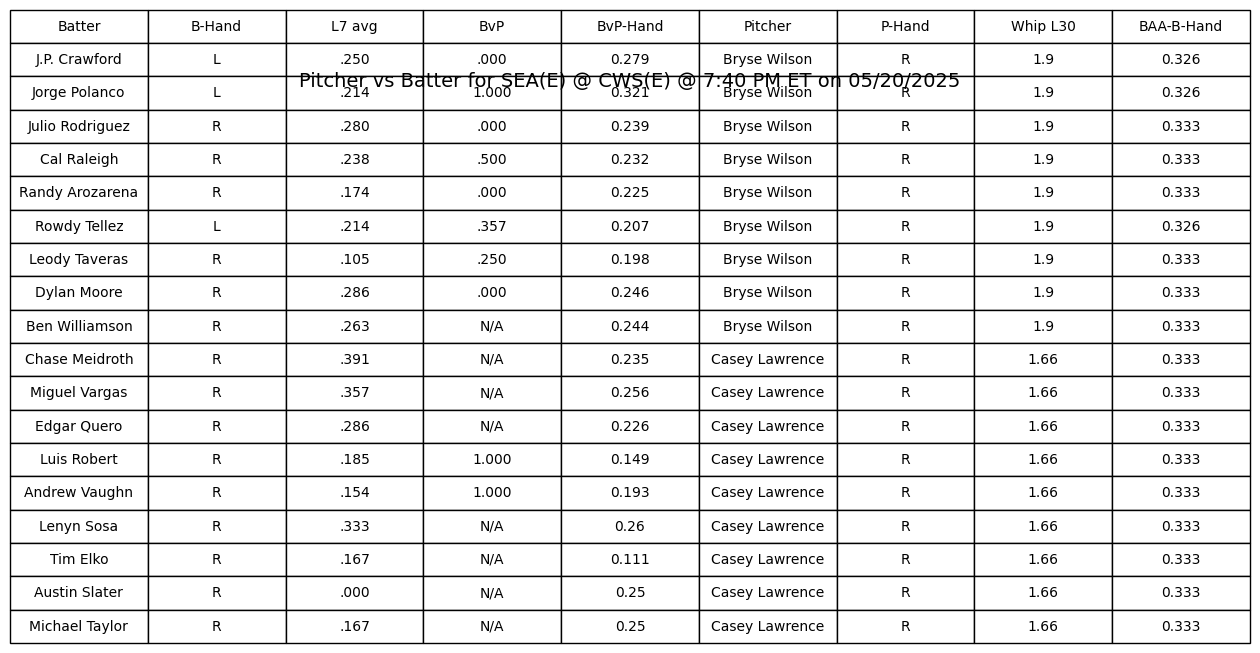 Batter B-Hand L7 avg BvP BvP-Hand Pitcher P-Hand Whip L30 BAA-B-Hand
J.P. Crawford L .250 .000 0.279 Bryse Wilson R 1.9 0.326
Pitcher vs Batter for SEA(E) @ CWS(E) @ 7:40 PM ET on 05/20/2025
Jorge Polanco L .214 1.000 0.321 Bryse Wilson R 1.9 0.326
Julio Rodriguez R .280 .000 0.239 Bryse Wilson R 1.9 0.333
Cal Raleigh R .238 .500 0.232 Bryse Wilson R 1.9 0.333
Randy Arozarena R .174 .000 0.225 Bryse Wilson R 1.9 0.333
Rowdy Tellez L .214 .357 0.207 Bryse Wilson R 1.9 0.326
Leody Taveras R .105 .250 0.198 Bryse Wilson R 1.9 0.333
Dylan Moore R .286 .000 0.246 Bryse Wilson R 1.9 0.333
Ben Williamson R .263 N/A 0.244 Bryse Wilson R 1.9 0.333
Chase Meidroth R .391 N/A 0.235 Casey Lawrence R 1.66 0.333
Miguel Vargas R .357 N/A 0.256 Casey Lawrence R 1.66 0.333
Edgar Quero R .286 N/A 0.226 Casey Lawrence R 1.66 0.333
Luis Robert R .185 1.000 0.149 Casey Lawrence R 1.66 0.333
Andrew Vaughn R .154 1.000 0.193 Casey Lawrence R 1.66 0.333
Lenyn Sosa R .333 N/A 0.26 Casey Lawrence R 1.66 0.333
Tim Elko R .167 N/A 0.111 Casey Lawrence R 1.66 0.333
Austin Slater R .000 N/A 0.25 Casey Lawrence R 1.66 0.333
Michael Taylor R .167 N/A 0.25 Casey Lawrence R 1.66 0.333